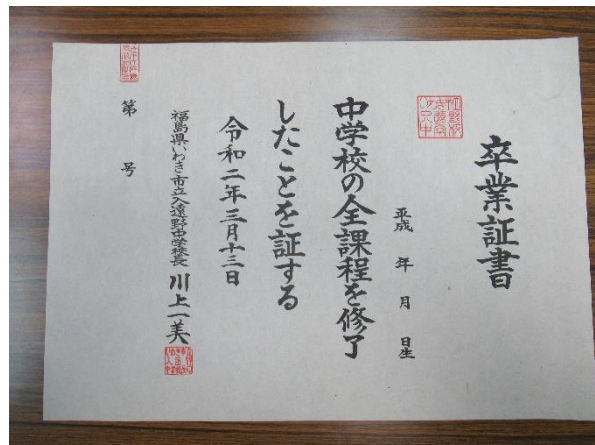 卒業証書
平成 年 月 日生
中学校の全課程を修了
したことを証する
令和二年三月十三日
福島県いわき市立入遠野中学校長 川上一美
第 号